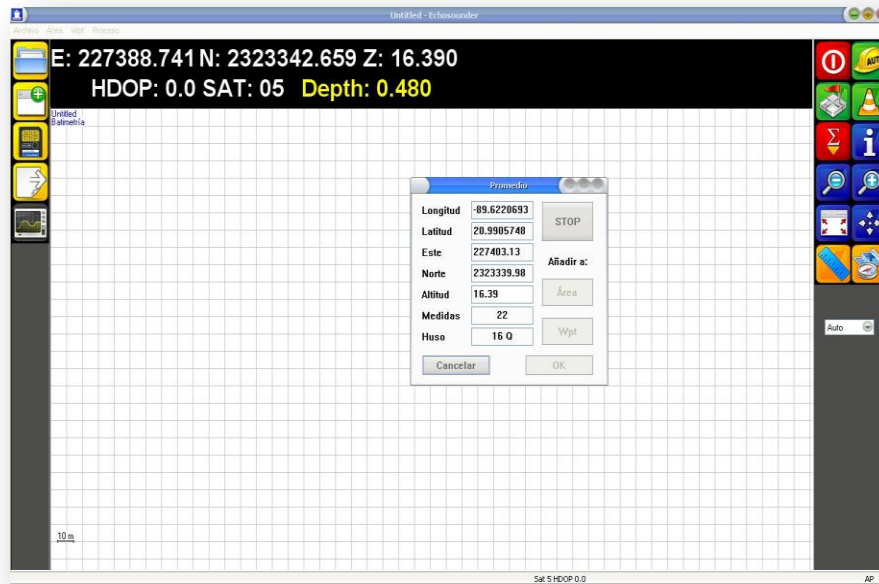 Untitled - Echosounder
Archivo Área Wpt Proceso
E: 227388.741 N: 2323342.659 Z: 16.390
HDOP: 0.0 SAT: 05 Depth: 0.480
AUT
Untitled
Batimetría
Promedio
Longitud -89.6220693
STOP
Latitud 20.9905748
Este 227403.13
Añadir a:
Norte 2323339.98
Altitud 16.39
Área
Medidas 22
Wpt
Huso 16 Q
Cancelar OK
Auto
10 m
Sat 5 HDOP 0.0
AP